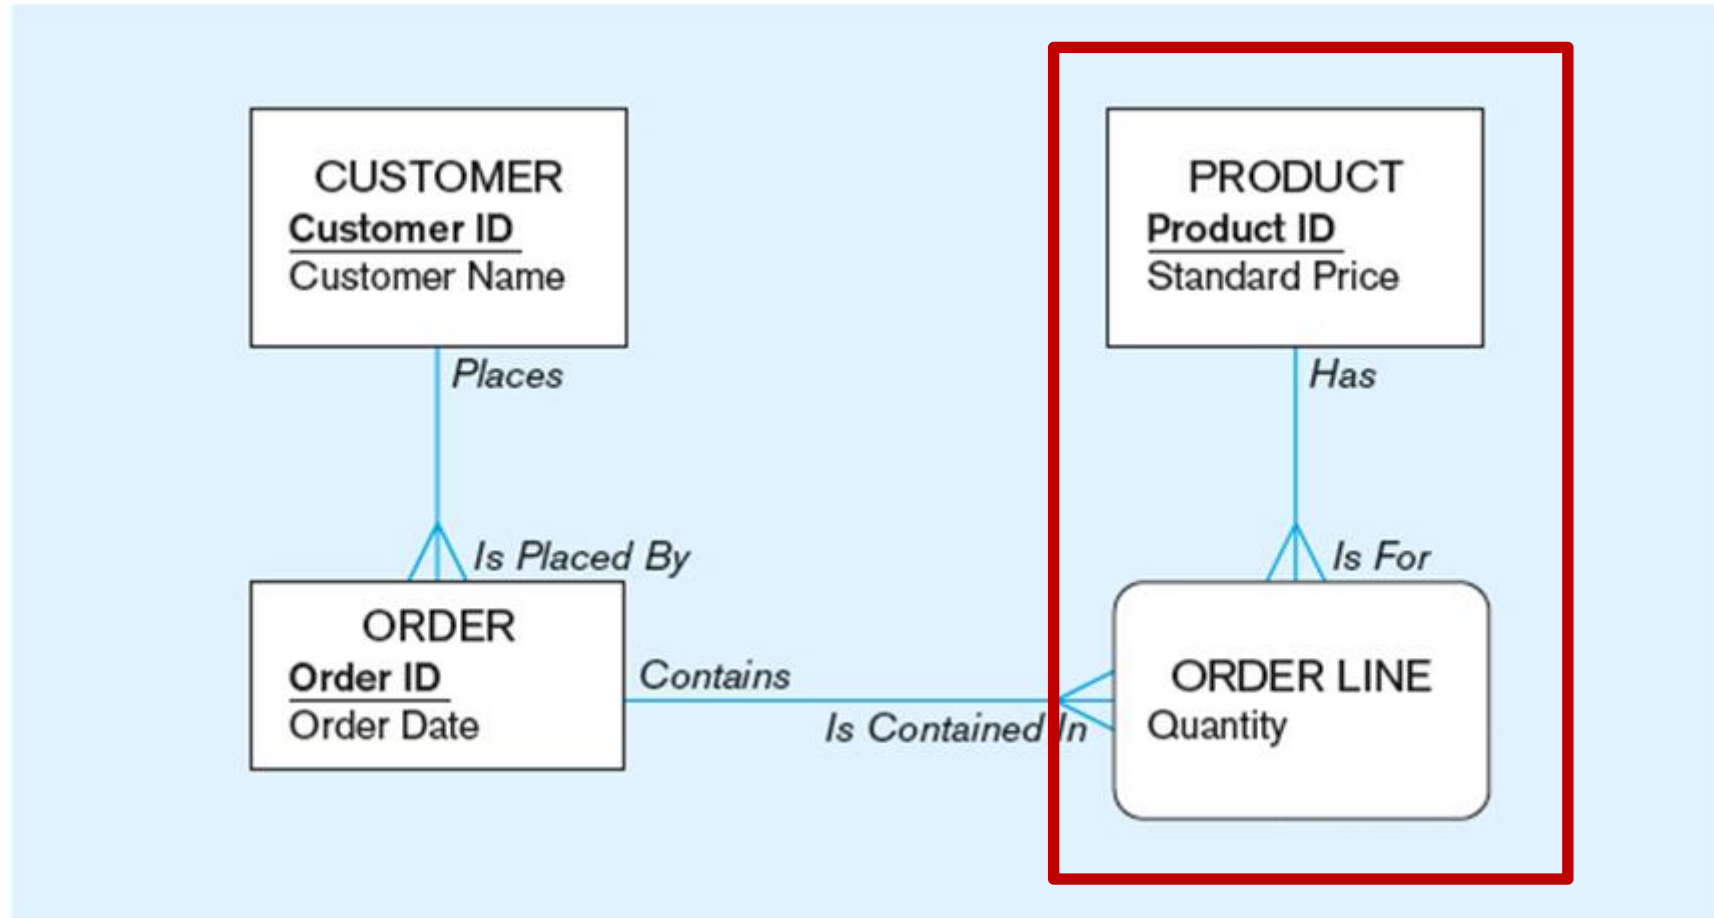 CUSTOMER
Customer ID
Customer Name
Places
Is Placed By
ORDER
Order ID
Order Date
Contains
Is Contained In
PRODUCT
Product ID
Standard Price
Has
Is For
ORDER LINE
Quantity